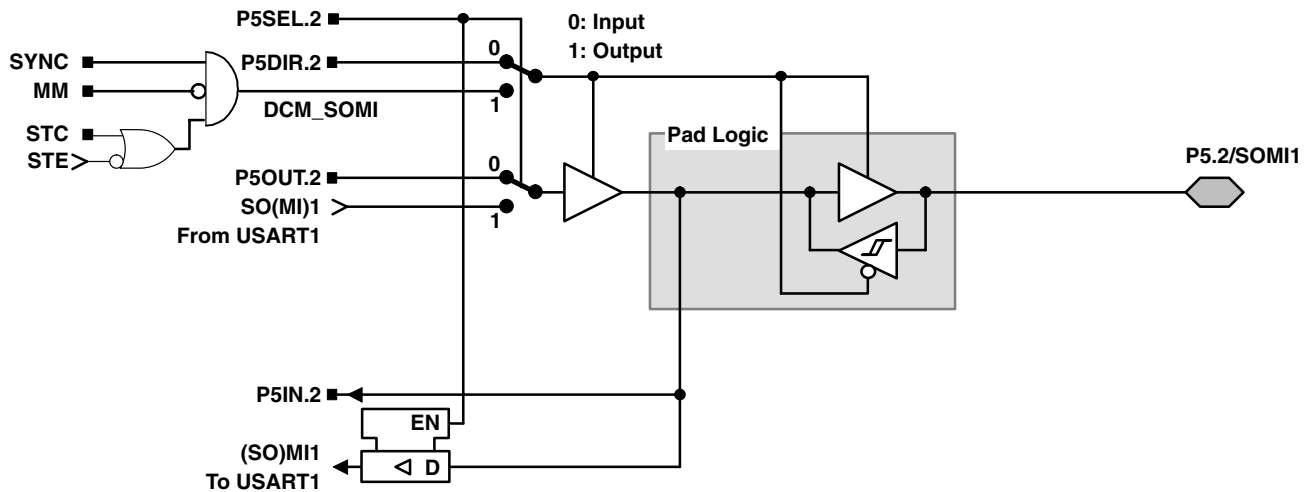 P5SEL.2
0: Input
1: Output
SYNC
MM
STC
STE
P5DIR.2
0
1
DCM_SOMI
Pad Logic
P5.2/SOMI1
P5OUT.2
0
SO(MI)1
1
From USART1
P5IN.2
EN
(SO)MI1
D
To USART1